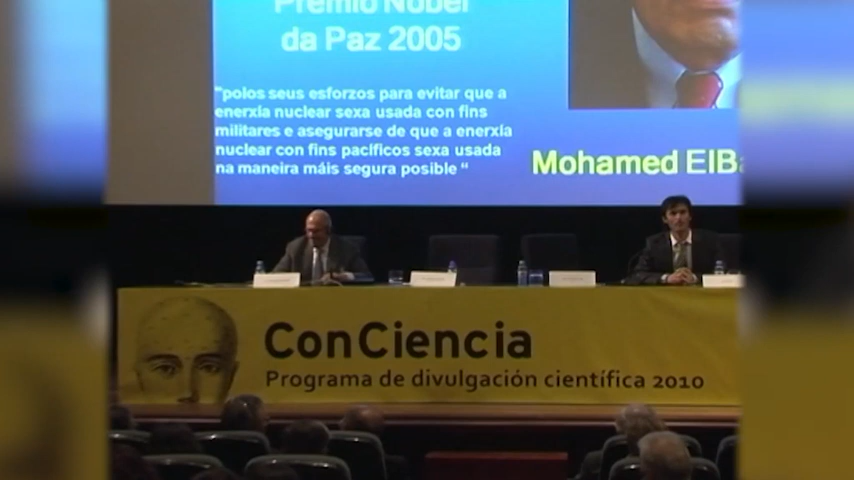 Premio Nobel
da Paz 2005
"polos seus esforzos para evitar que a
enerxía nuclear sexa usada con fins
militares e asegurarse de que a enerxía
nuclear con fins pacíficos sexa usada
na maneira máis segura posible “
Mohamed ElBa
ConCiencia
Programa de divulgación científica 2010